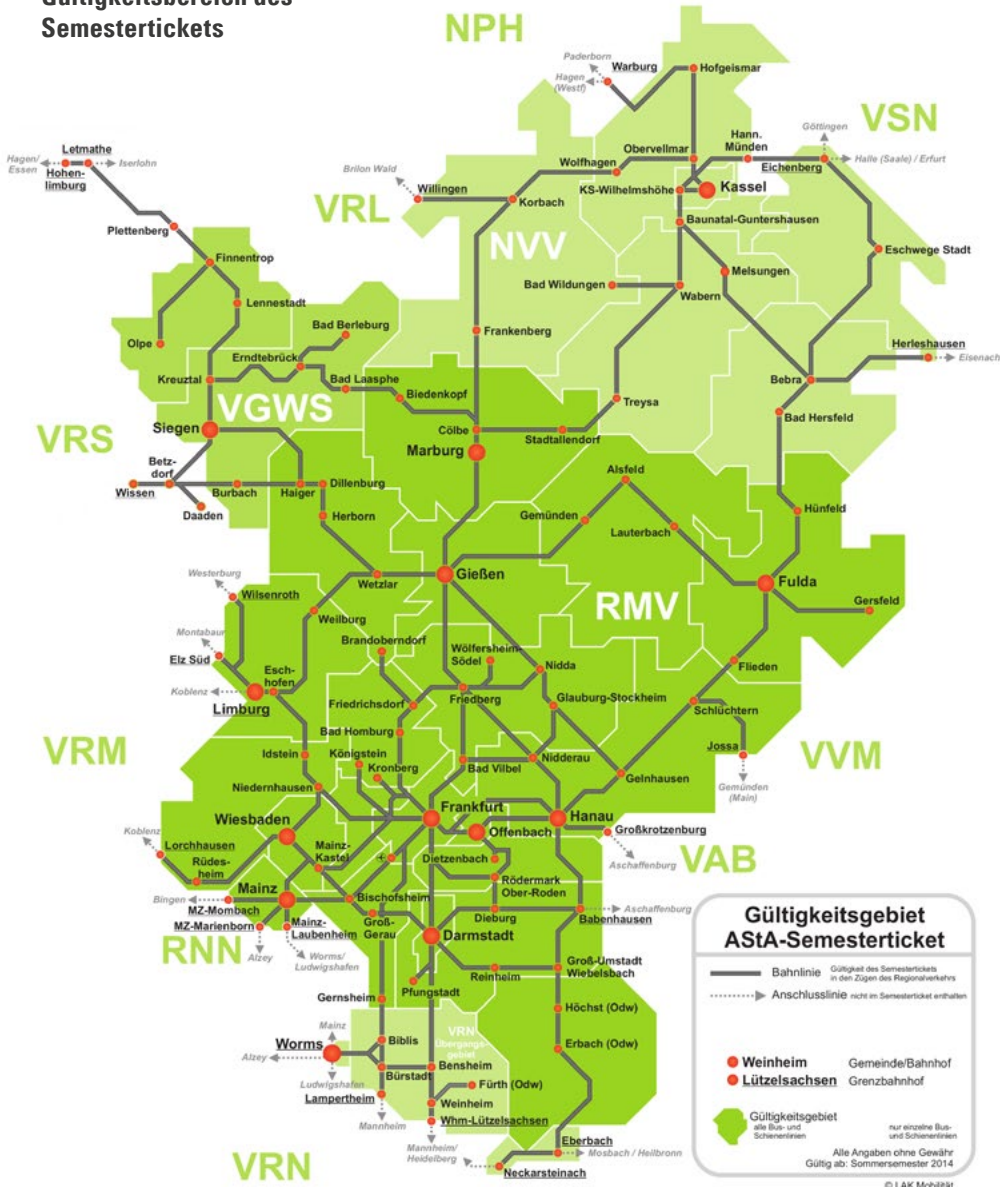 Gültigkeitsbereich des
Semestertickets
NPH
Paderborn
Hagen
(Westf)
Warburg
Hofgeismar
VSN
Göttingen
Hann.
Münden
Obervellmar
Eichenberg
Halle (Saale) / Erfurt
Wolfhagen
KS-Wilhelmshöhe
Kassel
Letmathe
Hagen/
Essen
Iserlohn
Hohen-
limburg
Brilon Wald
Willingen
Korbach
VRL
NVV
Baunatal-Guntershausen
Plettenberg
Finnentrop
Eschwege Stadt
Melsungen
Bad Wildungen
Wabern
Lennestadt
Bad Berleburg
Frankenberg
Olpe
Erndtebrück
Herleshausen
Eisenach
Kreuztal
Bad Laasphe
Bebra
Biedenkopf
Treysa
VGWS
Bad Hersfeld
VRS
Siegen
Cölbe
Stadtallendorf
Marburg
Betz-
dorf
Wissen
Burbach
Haiger
Dillenburg
Alsfeld
Daaden
Herborn
Gemünden
Lauterbach
Hünfeld
Westerburg
Wetzlar
Gießen
Fulda
Wilsenroth
RMV
Gersfeld
Weilburg
Montabaur
Brandoberndorf
Wölfersheim-
Södel
Elz Süd
Esch-
hofen
Nidda
Flieden
Koblenz
Friedrichsdorf
Friedberg
Glauburg-Stockheim
Schlüchtern
Limburg
Bad Homburg
VRM
Idstein
Königstein
Kronberg
Bad Vilbel
Nidderau
Jossa
VVM
Niedernhausen
Gelnhausen
Gemünden
(Main)
Wiesbaden
Frankfurt
Hanau
Offenbach
Großkrotzenburg
Koblenz
Lorchhausen
Mainz-
Kastel
Dietzenbach
Aschaffenburg
VAB
Rüdes-
heim
Mainz
Rödermark
Ober-Roden
Bischofsheim
Bingen
MZ-Mombach
Dieburg
Aschaffenburg
Babenhausen
MZ-Marienborn
Mainz-
Laubenheim
Groß-
Gerau
Darmstadt
RNN
Alzey
Worms/
Ludwigshafen
Reinheim
Groß-Umstadt
Wiebelsbach
Pfungstadt
Gernsheim
Höchst (Odw)
Mainz
Worms
Biblis
VRN
Übergangs-
gebiet
Erbach (Odw)
Alzey
Bensheim
Bürstadt
Ludwigshafen
Fürth (Odw)
Lampertheim
Weinheim
Mannheim
Whm-Lützelsachsen
Eberbach
Mannheim/
Heidelberg
Mosbach / Heilbronn
VRN
Neckarsteinach
Gültigkeitsgebiet
AStA-Semesterticket
Bahnlinie Gültigkeit des Semestertickets
in den Zügen des Regionalverkehrs
Anschlusslinie nicht im Semesterticket enthalten
Weinheim Gemeinde/Bahnhof
Lützelsachsen Grenzbahnhof
Gültigkeitsgebiet
alle Bus- und
Schienenlinien
nur einzelne Bus-
und Schienenlinien
Alle Angaben ohne Gewähr
Gültig ab: Sommersemester 2014
© LAK Mobilität